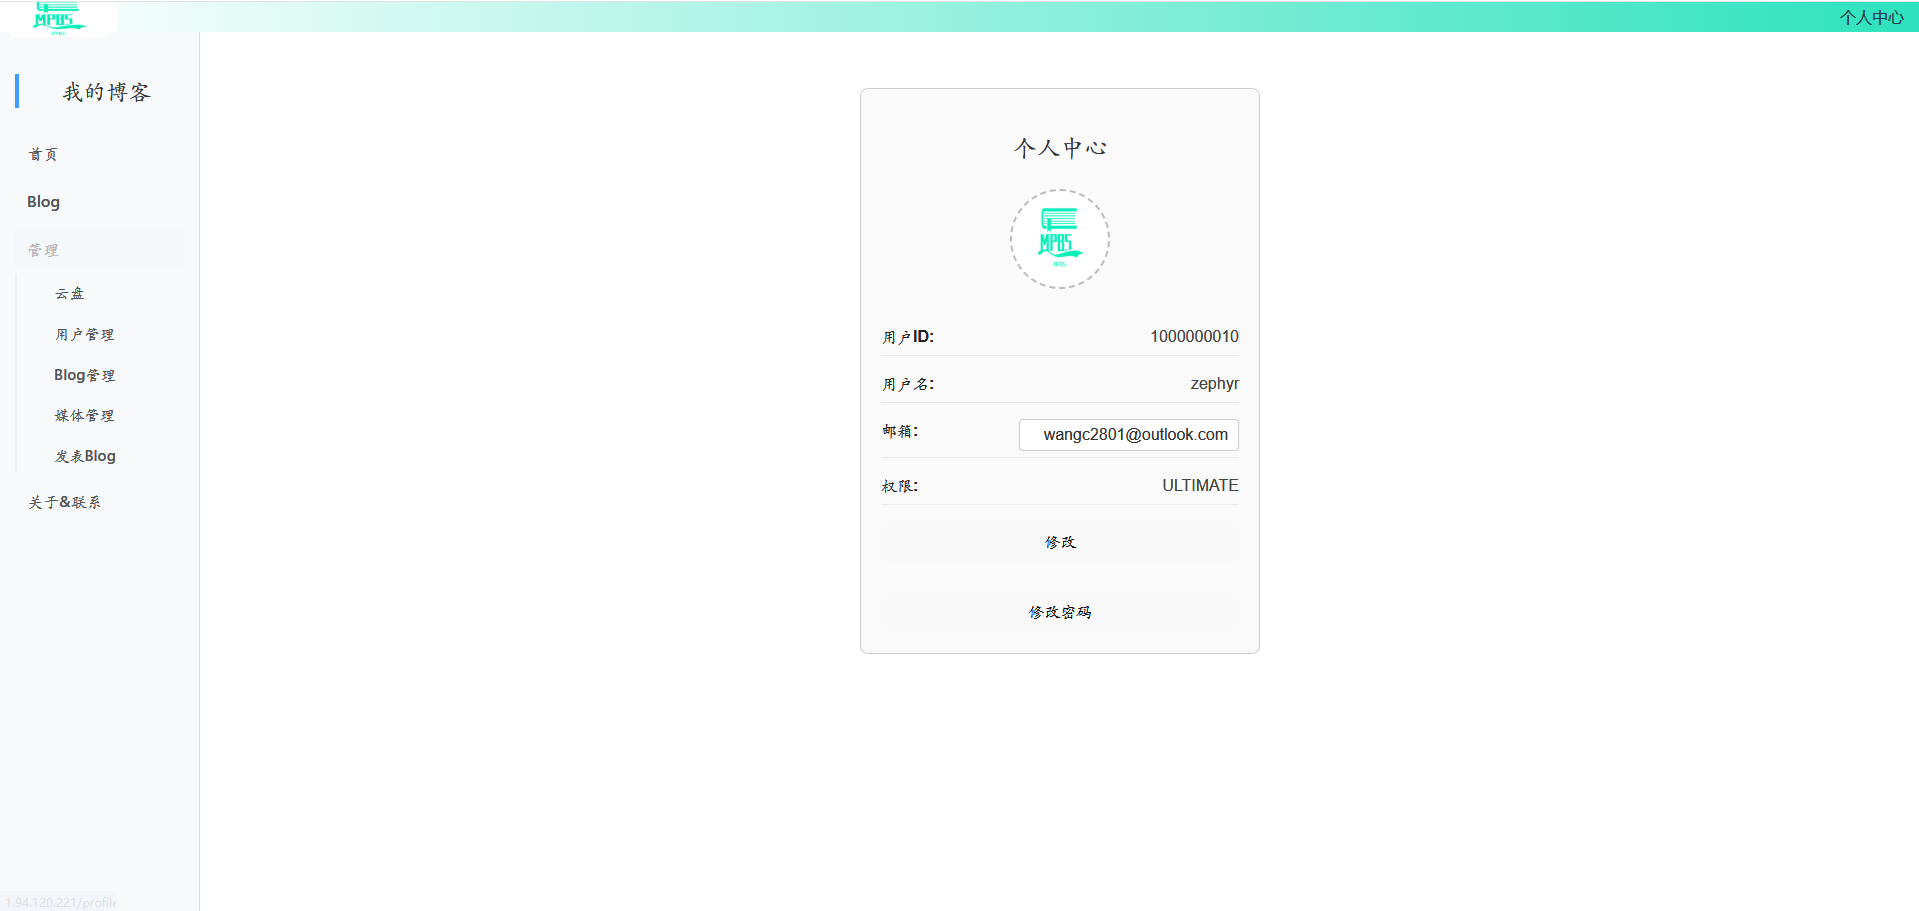 MPBS
MPBS
个人中心
我的博客
首页
Blog
管理
云盘
用户管理
Blog管理
媒体管理
发表Blog
关于&联系
个人中心
MPBS
MPBS
用户ID: 1000000010
用户名: zephyr
邮箱: wangc2801@outlook.com
权限: ULTIMATE
修改
修改密码
1.94.120.221/profile